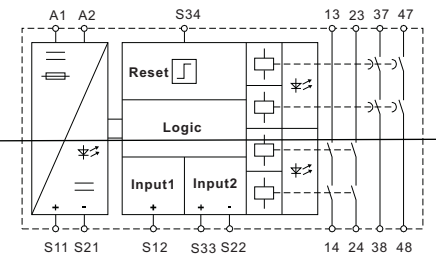 A1 A2 S34 13 23 37 47
Reset
Logic
Input1 Input2
+ - + + -
S11 S21 S12 S33 S22 14 24 38 48